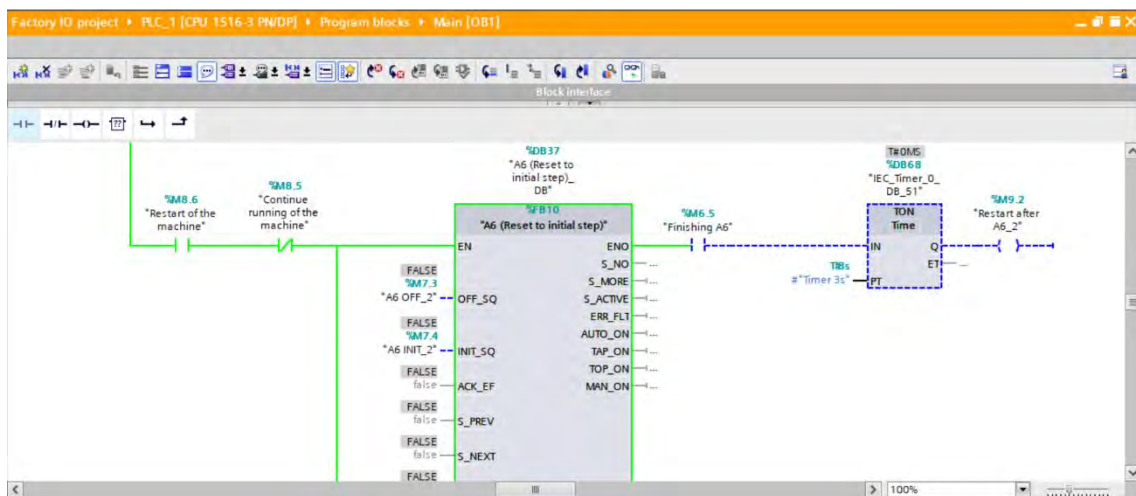 Factory IO project ▸ PLC_1 [CPU 1516-3 PN/DP] ▸ Program blocks ▸ Main [OB1]
Block interface
%M8.6
"Restart of the
machine"
%M8.5
"Continue
running of the
machine"
%DB37
"A6 (Reset to
initial step)_
DB"
%FB10
"A6 (Reset to initial step)"
EN
ENO
S_NO
S_MORE
S_ACTIVE
ERR_FLT
AUTO_ON
TAP_ON
TOP_ON
MAN_ON
FALSE
%M7.3
"A6 OFF_2"
OFF_SQ
FALSE
%M7.4
"A6 INIT_2"
INIT_SQ
FALSE
false
ACK_EF
FALSE
false
S_PREV
FALSE
false
S_NEXT
FALSE
%M6.5
"Finishing A6"
T#0MS
%DB68
"IEC_Timer_0_
DB_51"
TON
Time
IN
Q
ET
#"Timer 3s"
PT
%M9.2
"Restart after
A6_2"
100%